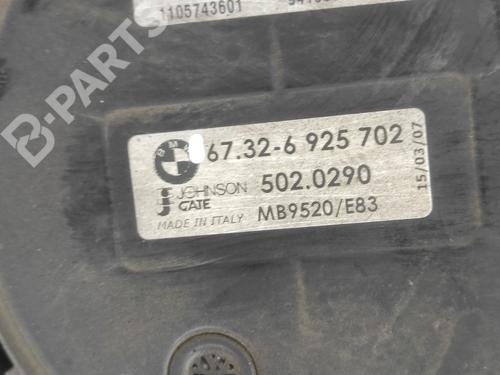 1105743601
B-PARTS
BMW
67.32-6 925 702
JOHNSON
GATE
502.0290
MADE IN ITALY
MB9520/E83
15/03/07